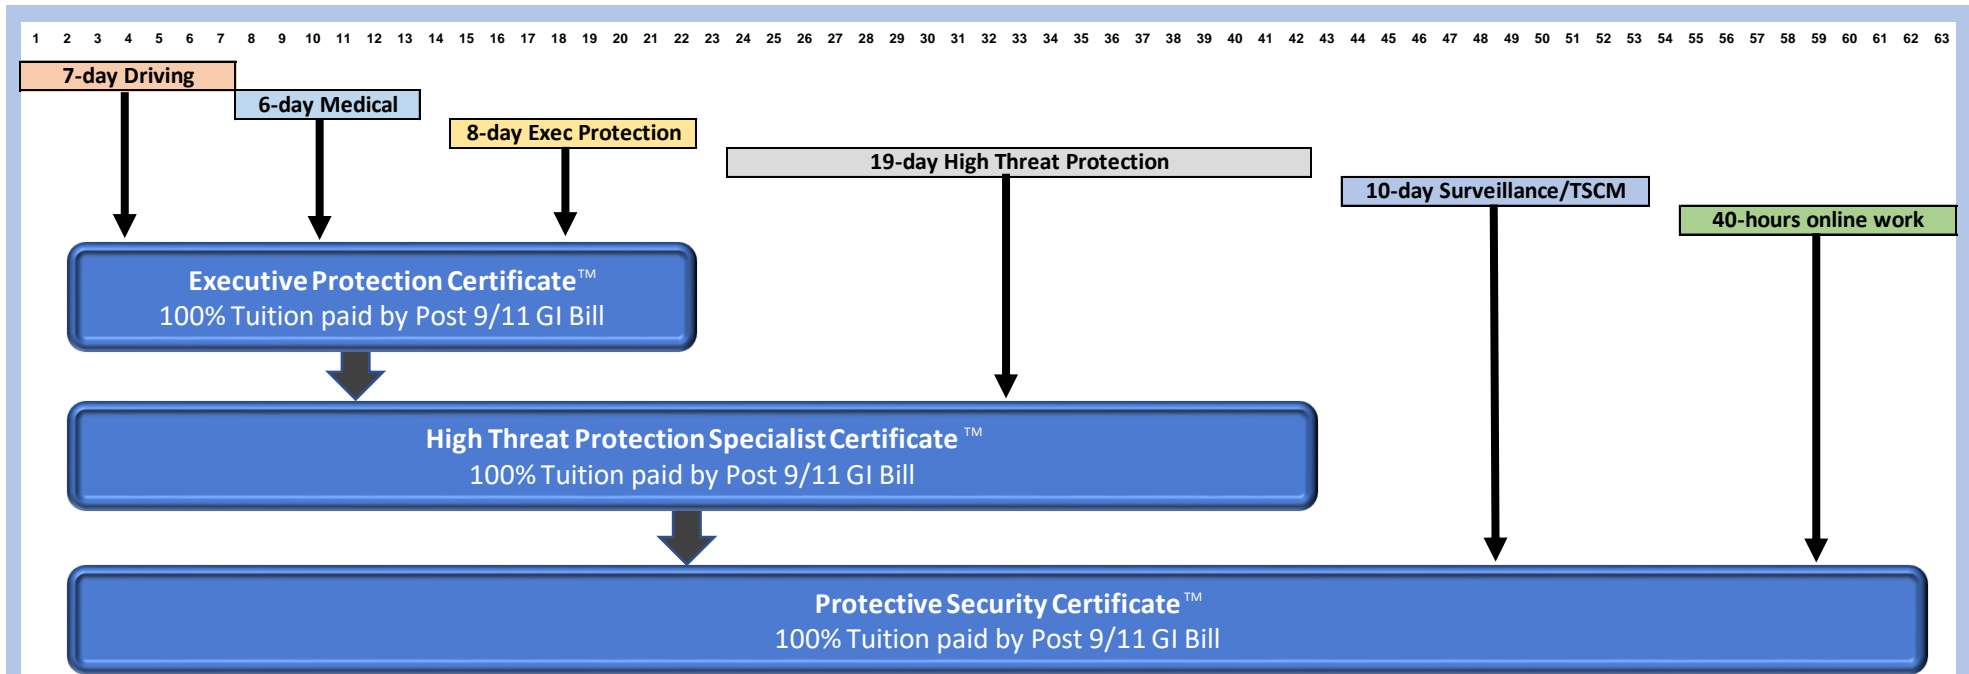 1 2 3 4 5 6 7 8 9 10 11 12 13 14 15 16 17 18 19 20 21 22 23 24 25 26 27 28 29 30 31 32 33 34 35 36 37 38 39 40 41 42 43 44 45 46 47 48 49 50 51 52 53 54 55 56 57 58 59 60 61 62 63
7-day Driving
6-day Medical
8-day Exec Protection
19-day High Threat Protection
10-day Surveillance/TSCM
40-hours online work
Executive Protection Certificate™
100% Tuition paid by Post 9/11 GI Bill
High Threat Protection Specialist Certificate ™
100% Tuition paid by Post 9/11 GI Bill
Protective Security Certificate™
100% Tuition paid by Post 9/11 GI Bill